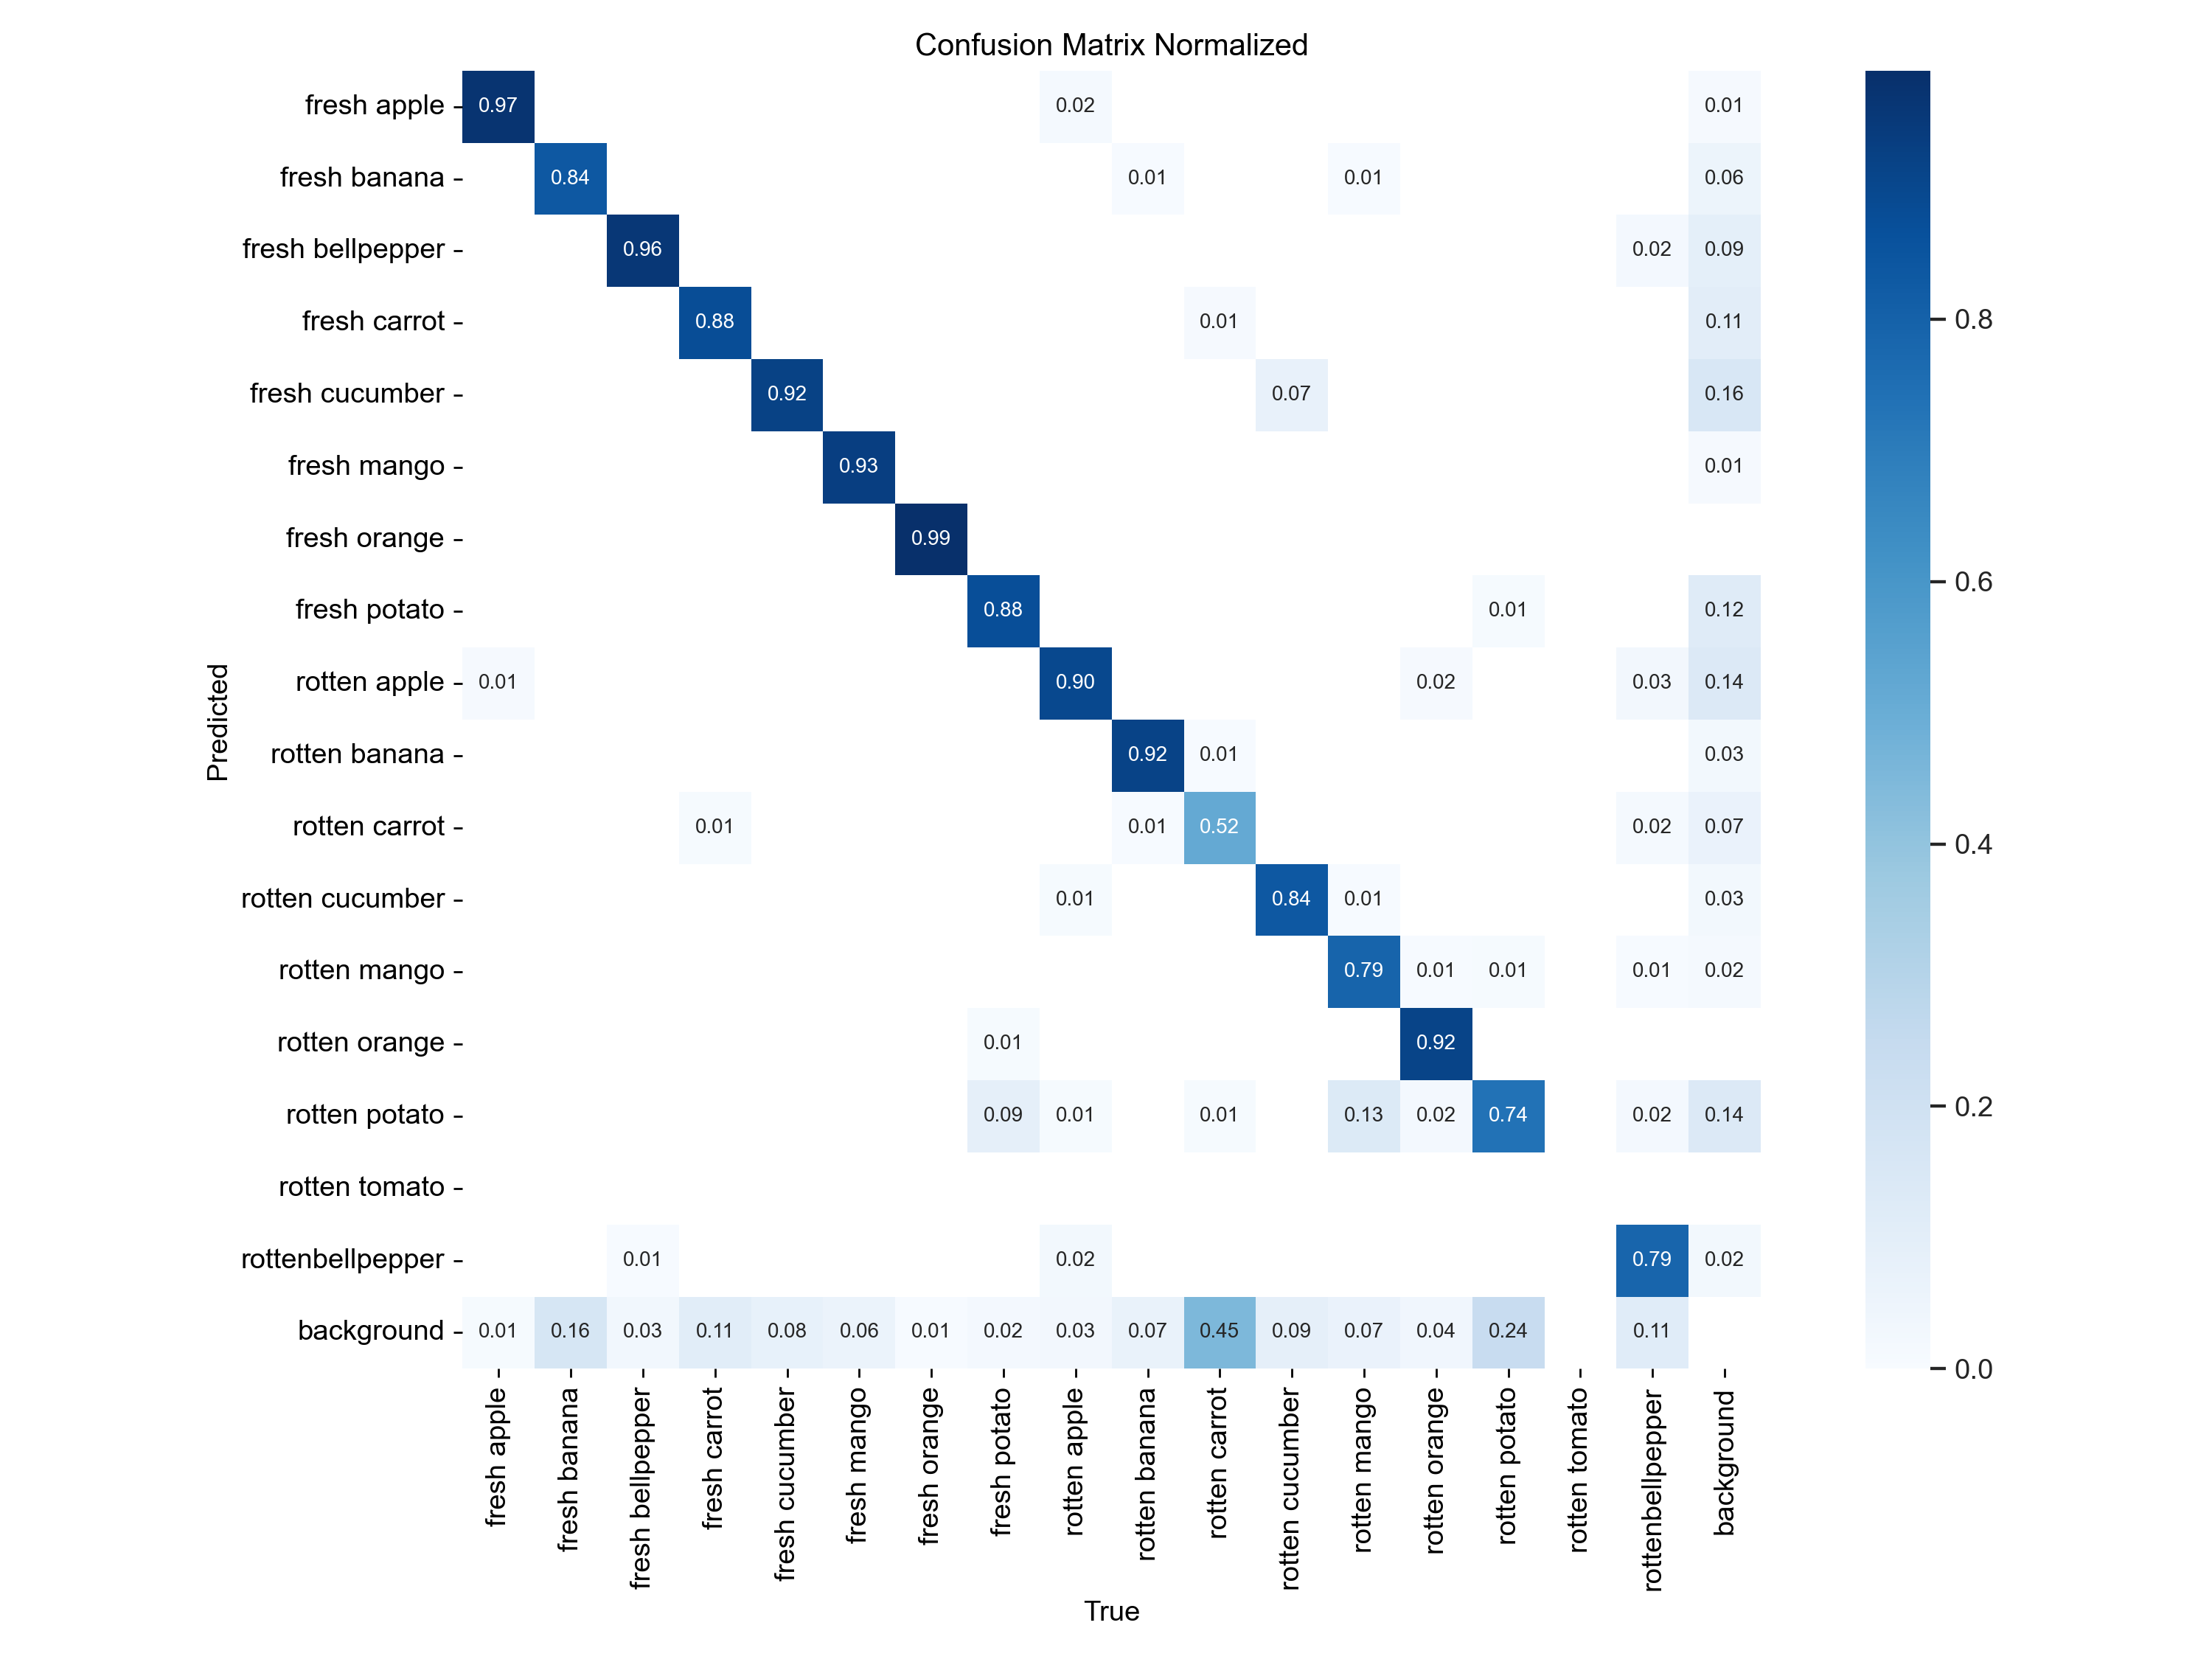 Confusion Matrix Normalized
fresh apple 0.97 0.02 0.01
fresh banana 0.84 0.01 0.01 0.06
fresh bellpepper 0.96 0.02 0.09
fresh carrot 0.88 0.01 0.11
0.8
fresh cucumber 0.92 0.07 0.16
fresh mango 0.93 0.01
fresh orange 0.99
0.6
fresh potato 0.88 0.01 0.12
rotten apple 0.01 0.90 0.02 0.03 0.14
Predicted
rotten banana 0.92 0.01 0.03
rotten carrot 0.01 0.01 0.52 0.02 0.07
0.4
rotten cucumber 0.01 0.84 0.01 0.03
rotten mango 0.79 0.01 0.01 0.01 0.02
rotten orange 0.01 0.92
rotten potato 0.09 0.01 0.01 0.13 0.02 0.74 0.02 0.14
0.2
rotten tomato
rottenbellpepper 0.01 0.02 0.79 0.02
background 0.01 0.16 0.03 0.11 0.08 0.06 0.01 0.02 0.03 0.07 0.45 0.09 0.07 0.04 0.24 0.11
0.0
fresh apple
fresh banana
fresh bellpepper
fresh carrot
fresh cucumber
fresh mango
fresh orange
fresh potato
rotten apple
rotten banana
rotten carrot
rotten cucumber
rotten mango
rotten orange
rotten potato
rotten tomato
rottenbellpepper
background
True